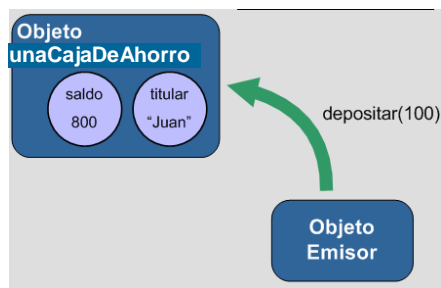 Objeto
unaCajaDeAhorro
saldo
800
titular
“Juan”
depositar(100)
Objeto
Emisor